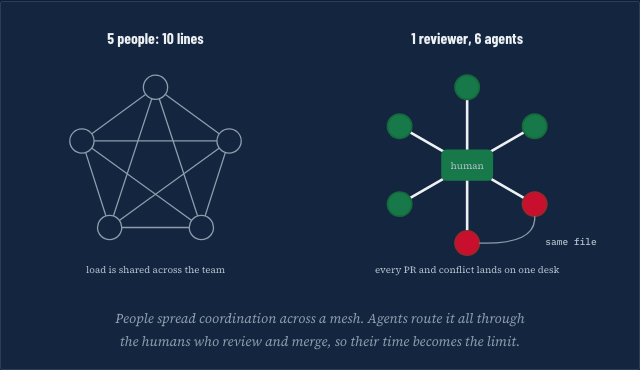 5 people: 10 lines
1 reviewer, 6 agents
human
same file
load is shared across the team
every PR and conflict lands on one desk
People spread coordination across a mesh. Agents route it all through
the humans who review and merge, so their time becomes the limit.